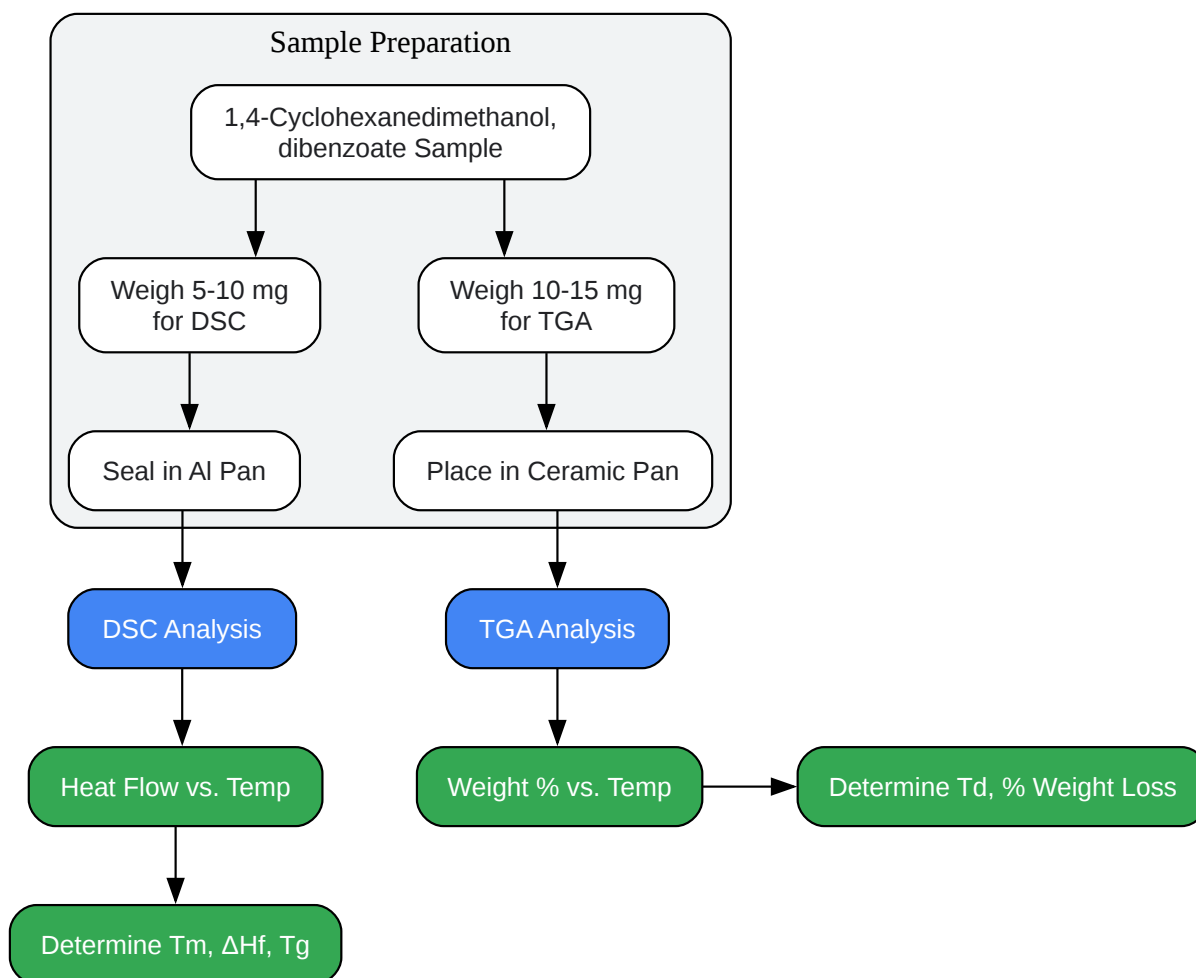 Sample Preparation
1,4-Cyclohexanedimethanol,
dibenzoate Sample
Weigh 5-10 mg
for DSC
Weigh 10-15 mg
for TGA
Seal in Al Pan
Place in Ceramic Pan
DSC Analysis
TGA Analysis
Heat Flow vs. Temp
Weight % vs. Temp
Determine Td, % Weight Loss
Determine Tm, ΔHf, Tg